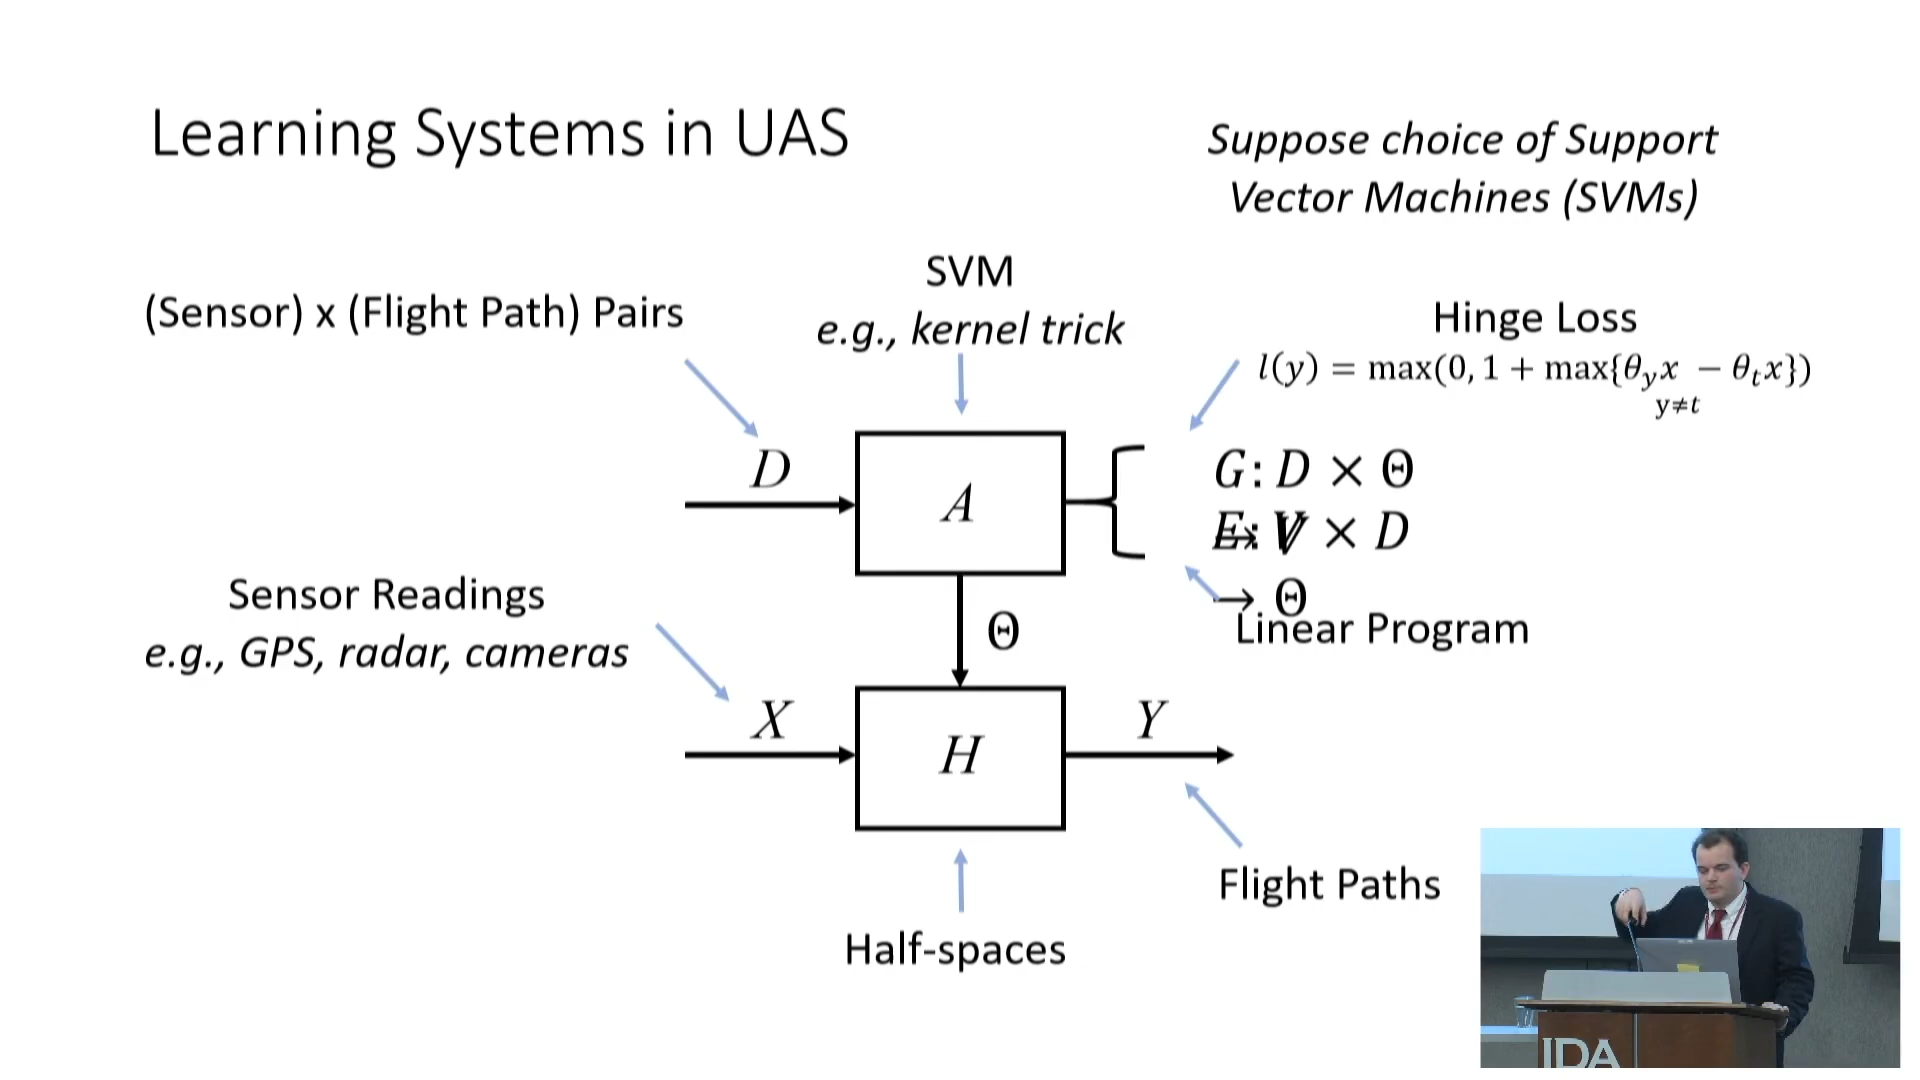 Learning Systems in UAS
Suppose choice of Support
Vector Machines (SVMs)
(Sensor) x (Flight Path) Pairs
SVM
e.g., kernel trick
Hinge Loss
l(y) = max(0, 1 + max{θ_y x − θ_t x})
y≠t
D
A
G: D × Θ
→ V
E: V × D
→ Θ
Linear Program
Sensor Readings
e.g., GPS, radar, cameras
Θ
X
H
Y
Flight Paths
Half-spaces
IDA